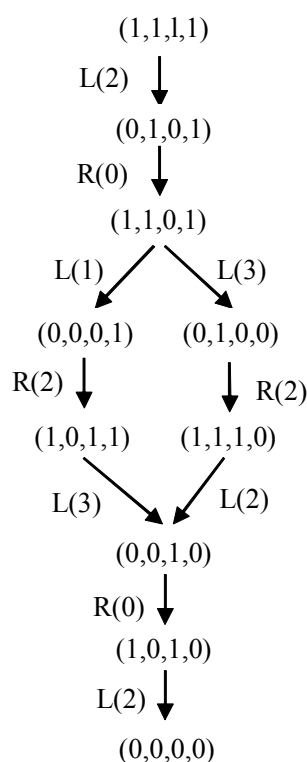 (1,1,l,1)
L(2)
(0,1,0,1)
R(0)
(1,1,0,1)
L(1) L(3)
(0,0,0,1) (0,1,0,0)
R(2) R(2)
(1,0,1,1) (1,1,1,0)
L(3) L(2)
(0,0,1,0)
R(0)
(1,0,1,0)
L(2)
(0,0,0,0)